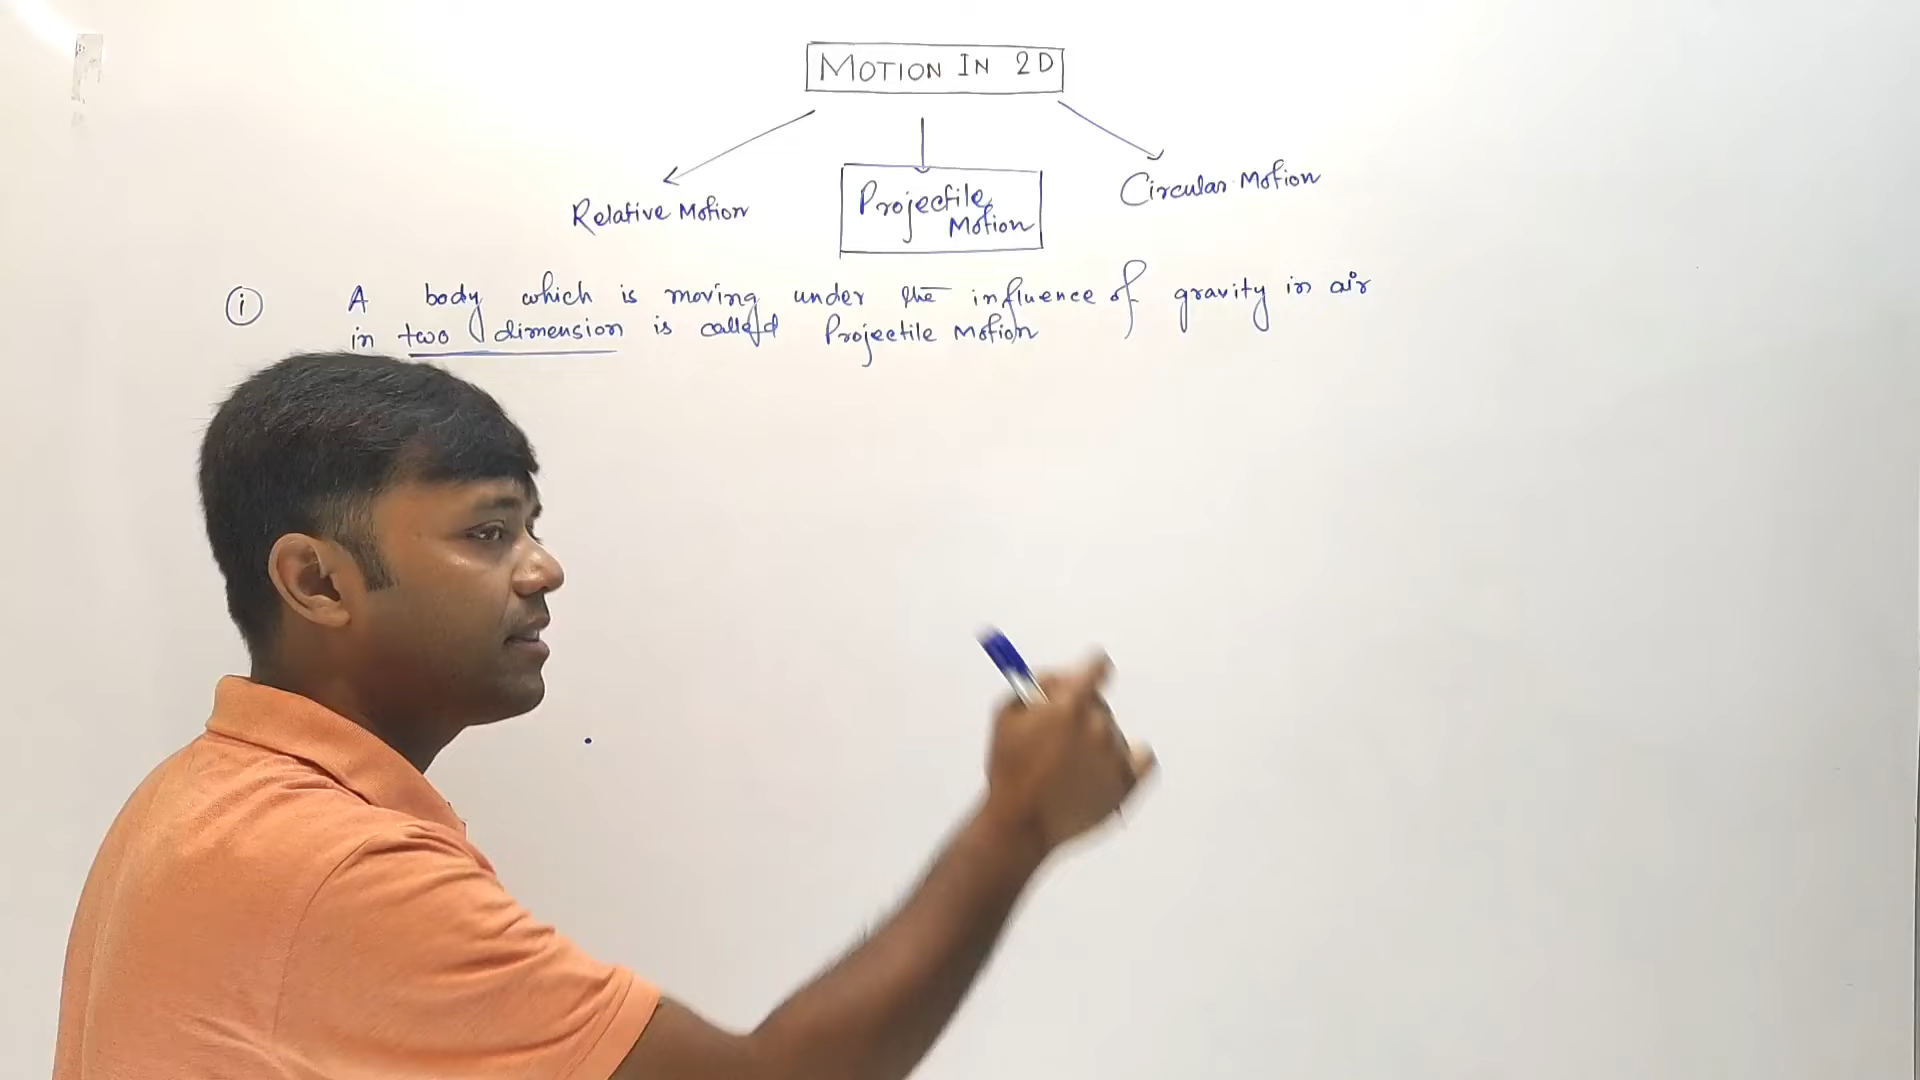 MOTION IN 2D
Relative Motion
Projectile
Motion
Circular Motion
i A body which is moving under the influence of gravity in air
in two dimension is called Projectile Motion